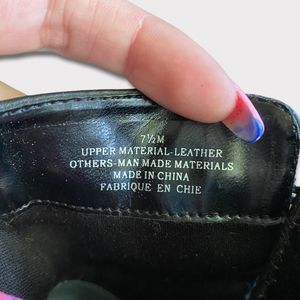 7½M
UPPER MATERIAL-LEATHER
OTHERS-MAN MADE MATERIALS
MADE IN CHINA
FABRIQUE EN CHIE